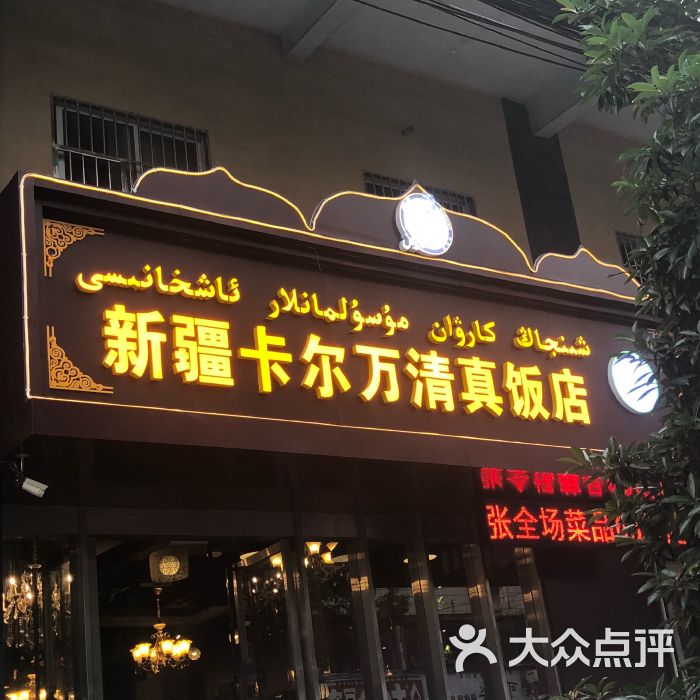 شىنجاڭ كارۋان مۇسۇلمانلار ئاشخانىسى
新疆卡尔万清真饭店
张全场菜品
大众点评